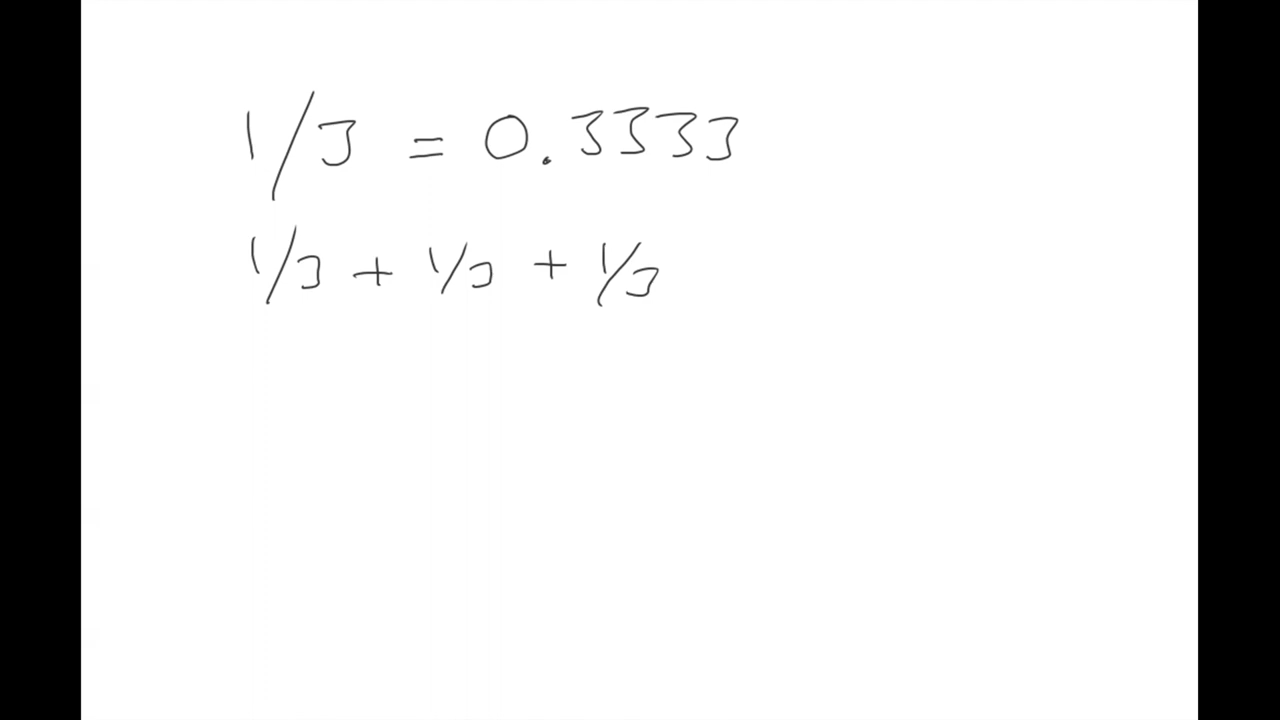 1/3 = 0.3333
1/3 + 1/3 + 1/3